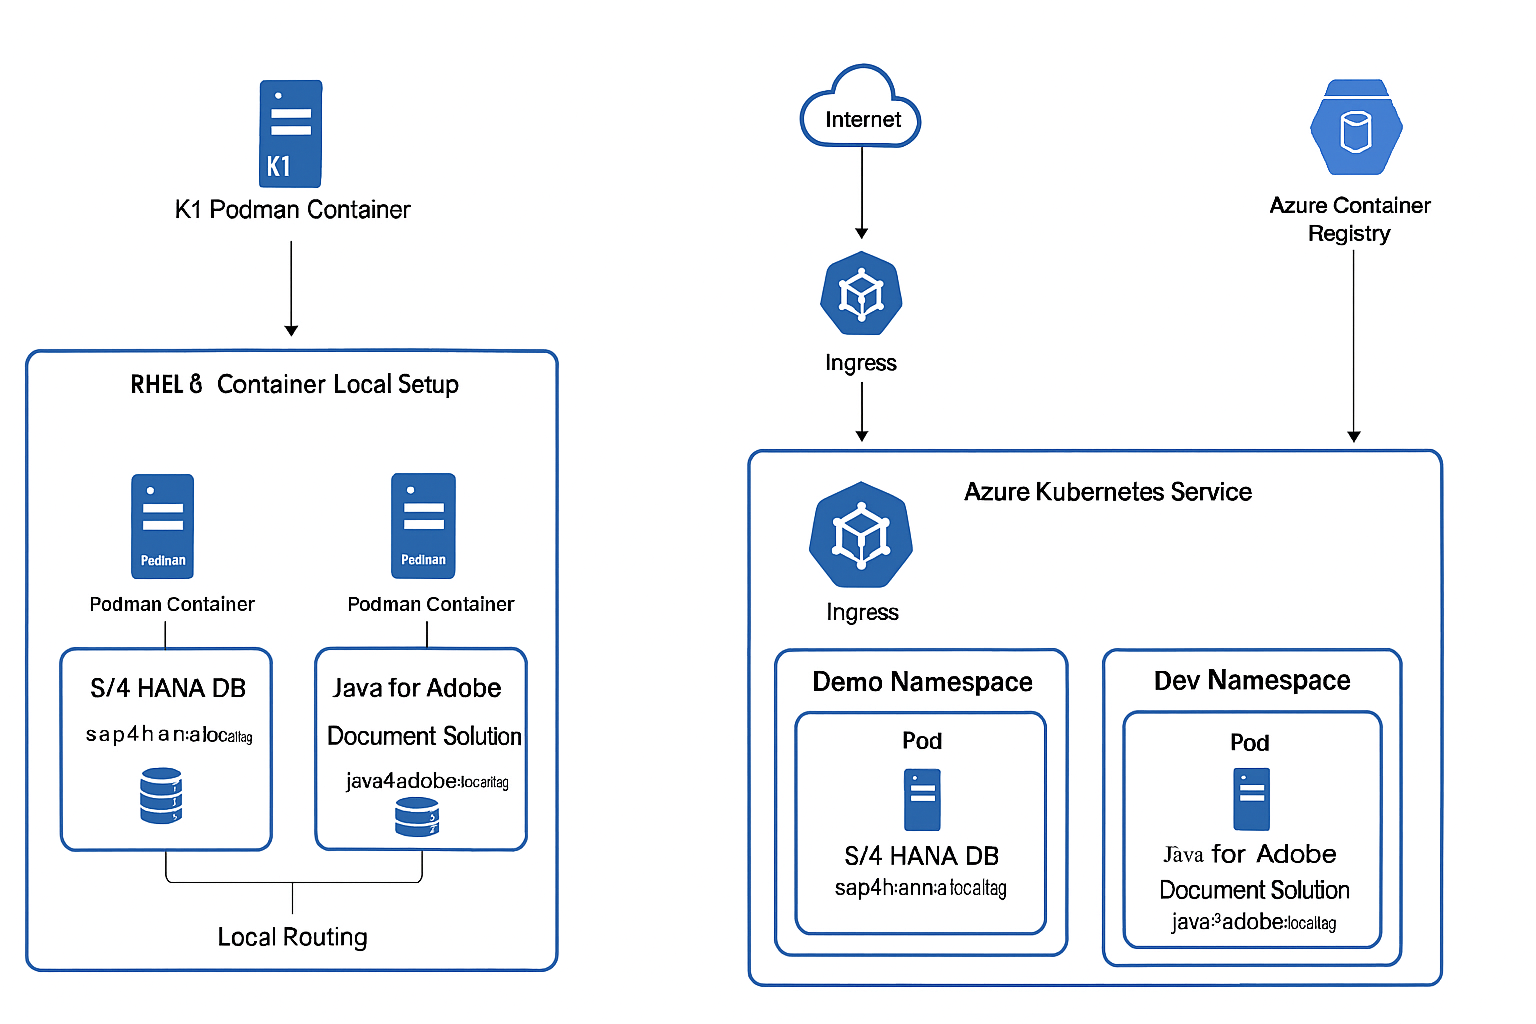 K1
K1 Podman Container
RHEL 8 Container Local Setup
Pedinan
Podman Container
S/4 HANA DB
sap4han:alocaltag
Pedinan
Podman Container
Java for Adobe
Document Solution
java4adobe:locaritag
Local Routing
Internet
Ingress
Azure Container
Registry
Azure Kubernetes Service
Ingress
Demo Namespace
Pod
S/4 HANA DB
sap4h:ann:a localtag
Dev Namespace
Pod
Java for Adobe
Document Solution
java:³adobe:localtag